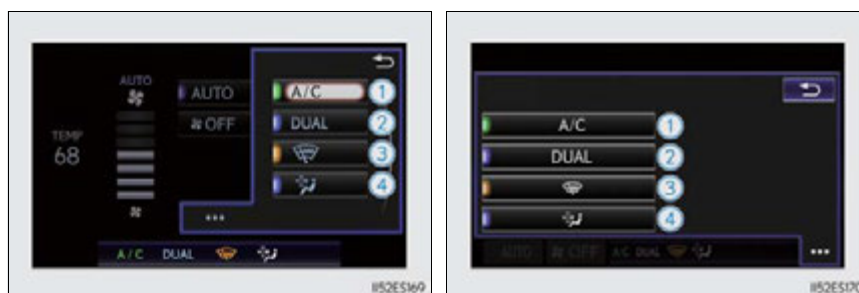 AUTO
AUTO
A/C
1
OFF
DUAL
2
TEMP
68
3
4
A/C DUAL
II52ES169
A/C
1
DUAL
2
3
4
AUTO OFF A/C DUAL
II52ES170